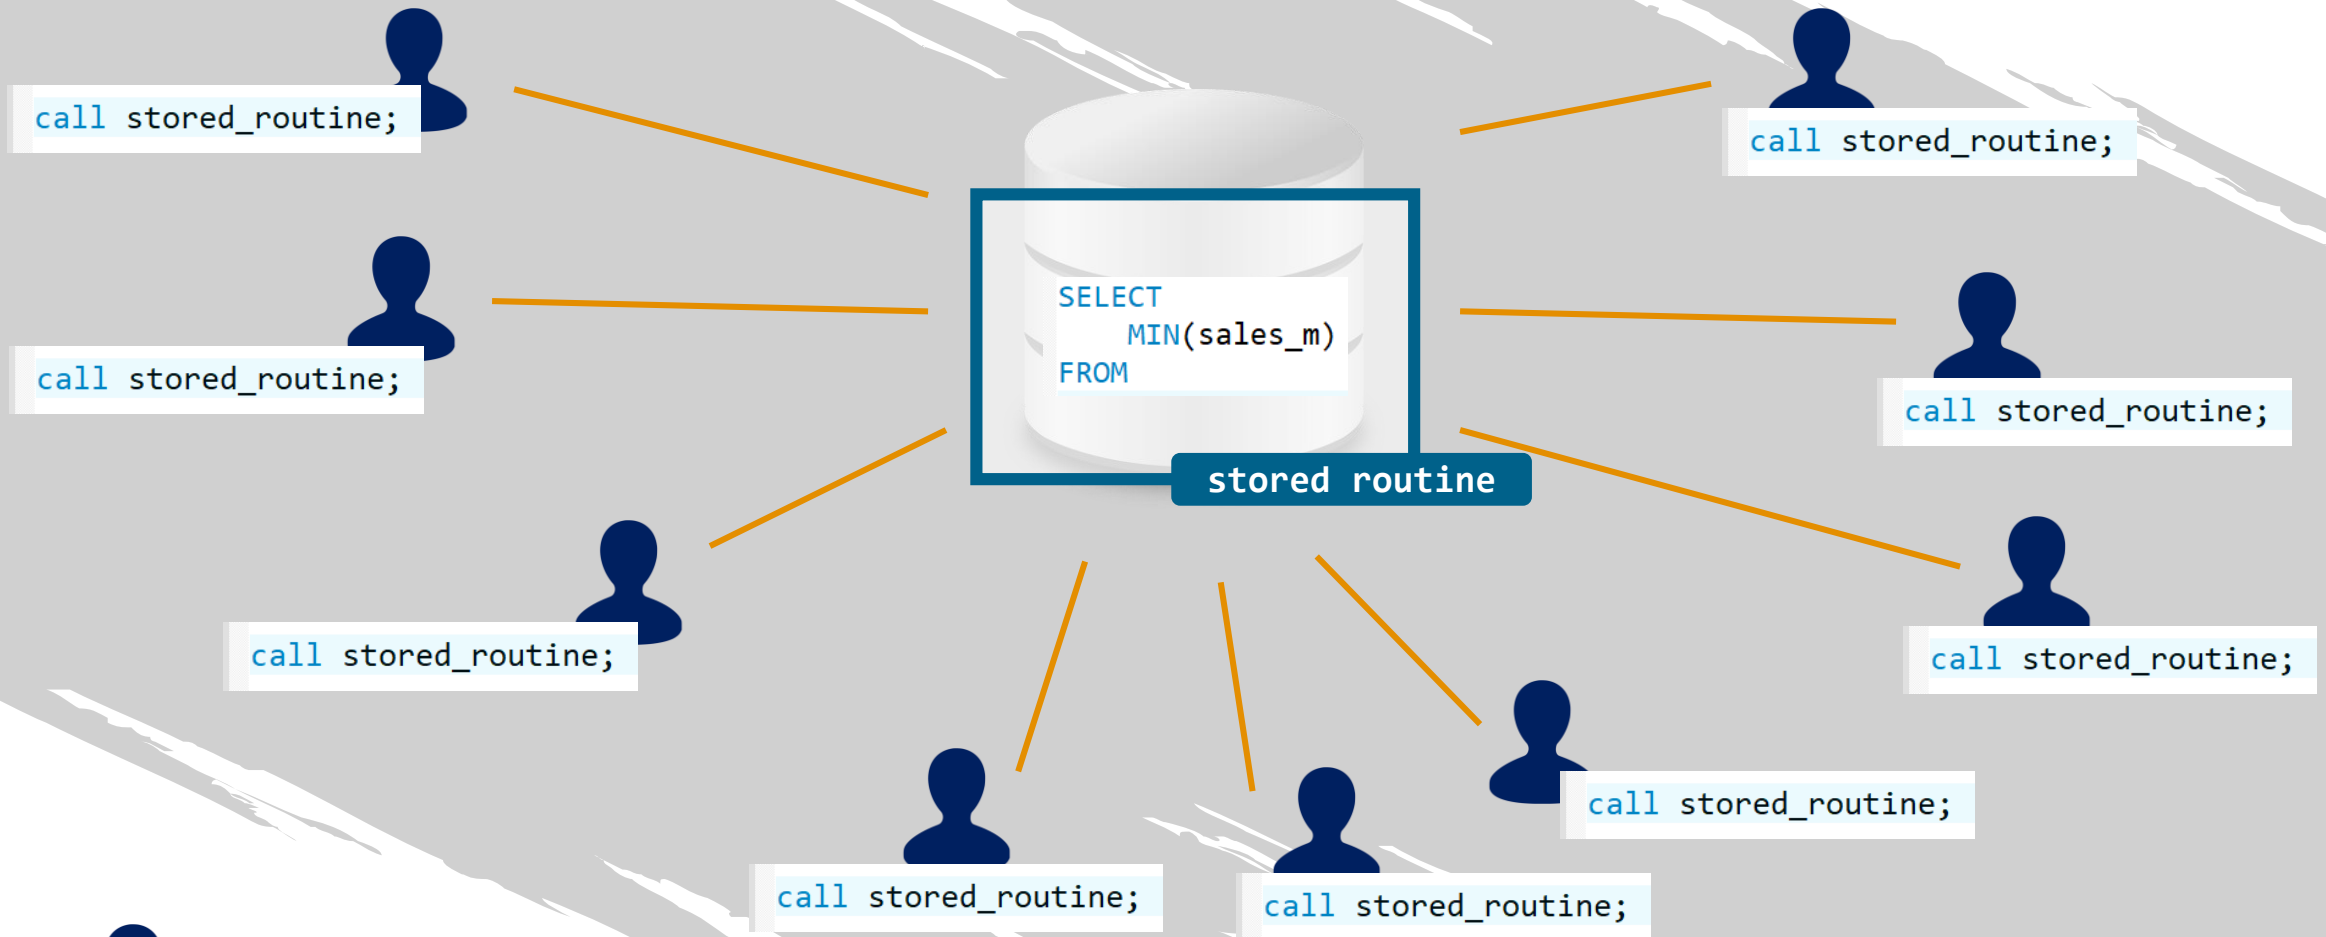 call stored_routine;
call stored_routine;
SELECT
MIN(sales_m)
FROM
call stored_routine;
call stored_routine;
stored routine
call stored_routine;
call stored_routine;
call stored_routine;
call stored_routine;
call stored_routine;